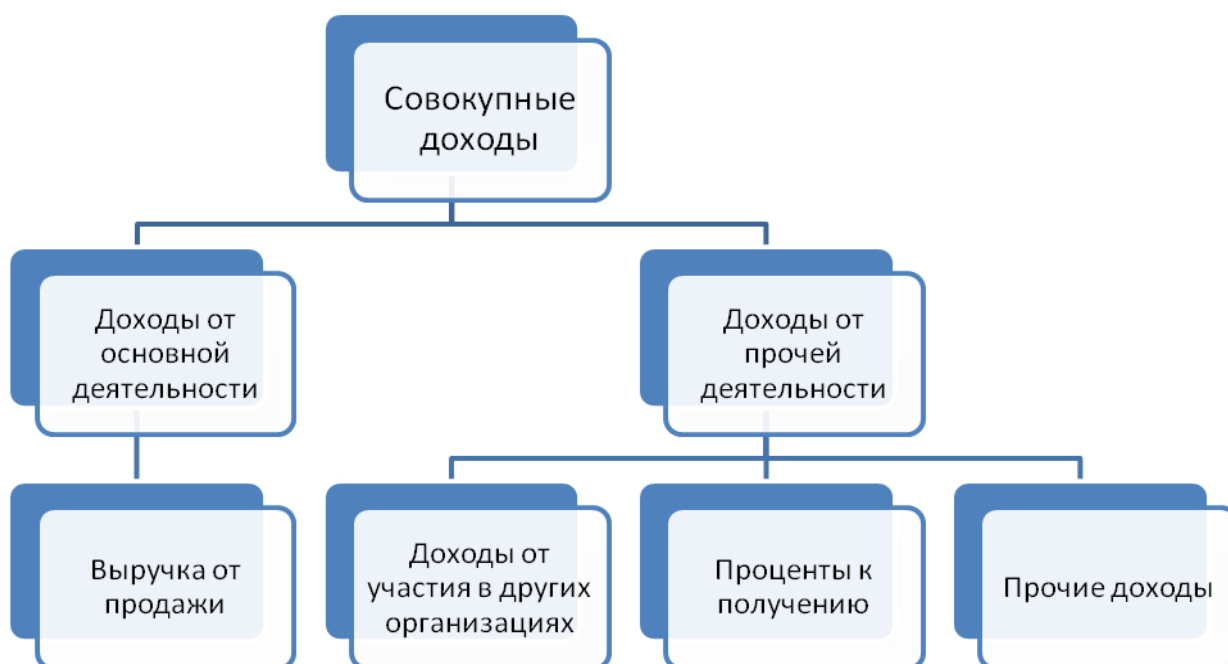 Совокупные
доходы
Доходы от
основной
деятельности
Доходы от
прочей
деятельности
Выручка от
продажи
Доходы от
участия в других
организациях
Проценты к
получению
Прочие доходы